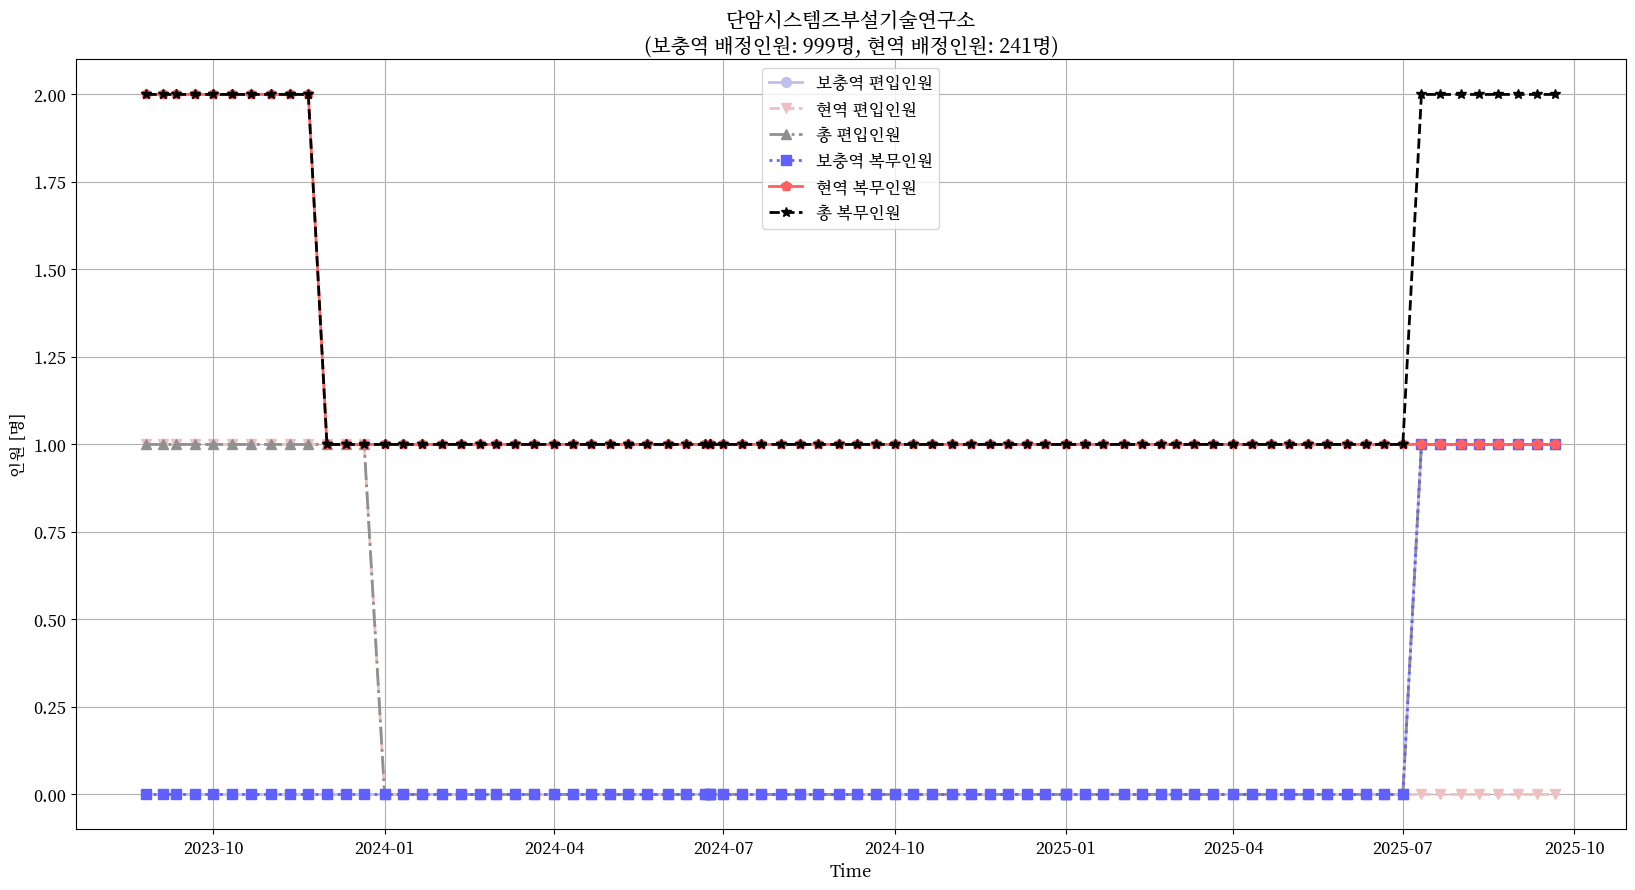 단암시스템즈부설기술연구소
(보충역 배정인원: 999명, 현역 배정인원: 241명)
보충역 편입인원
현역 편입인원
총 편입인원
보충역 복무인원
현역 복무인원
총 복무인원
인원 [명]
2.00
1.75
1.50
1.25
1.00
0.75
0.50
0.25
0.00
2023-10
2024-01
2024-04
2024-07
2024-10
2025-01
2025-04
2025-07
2025-10
Time